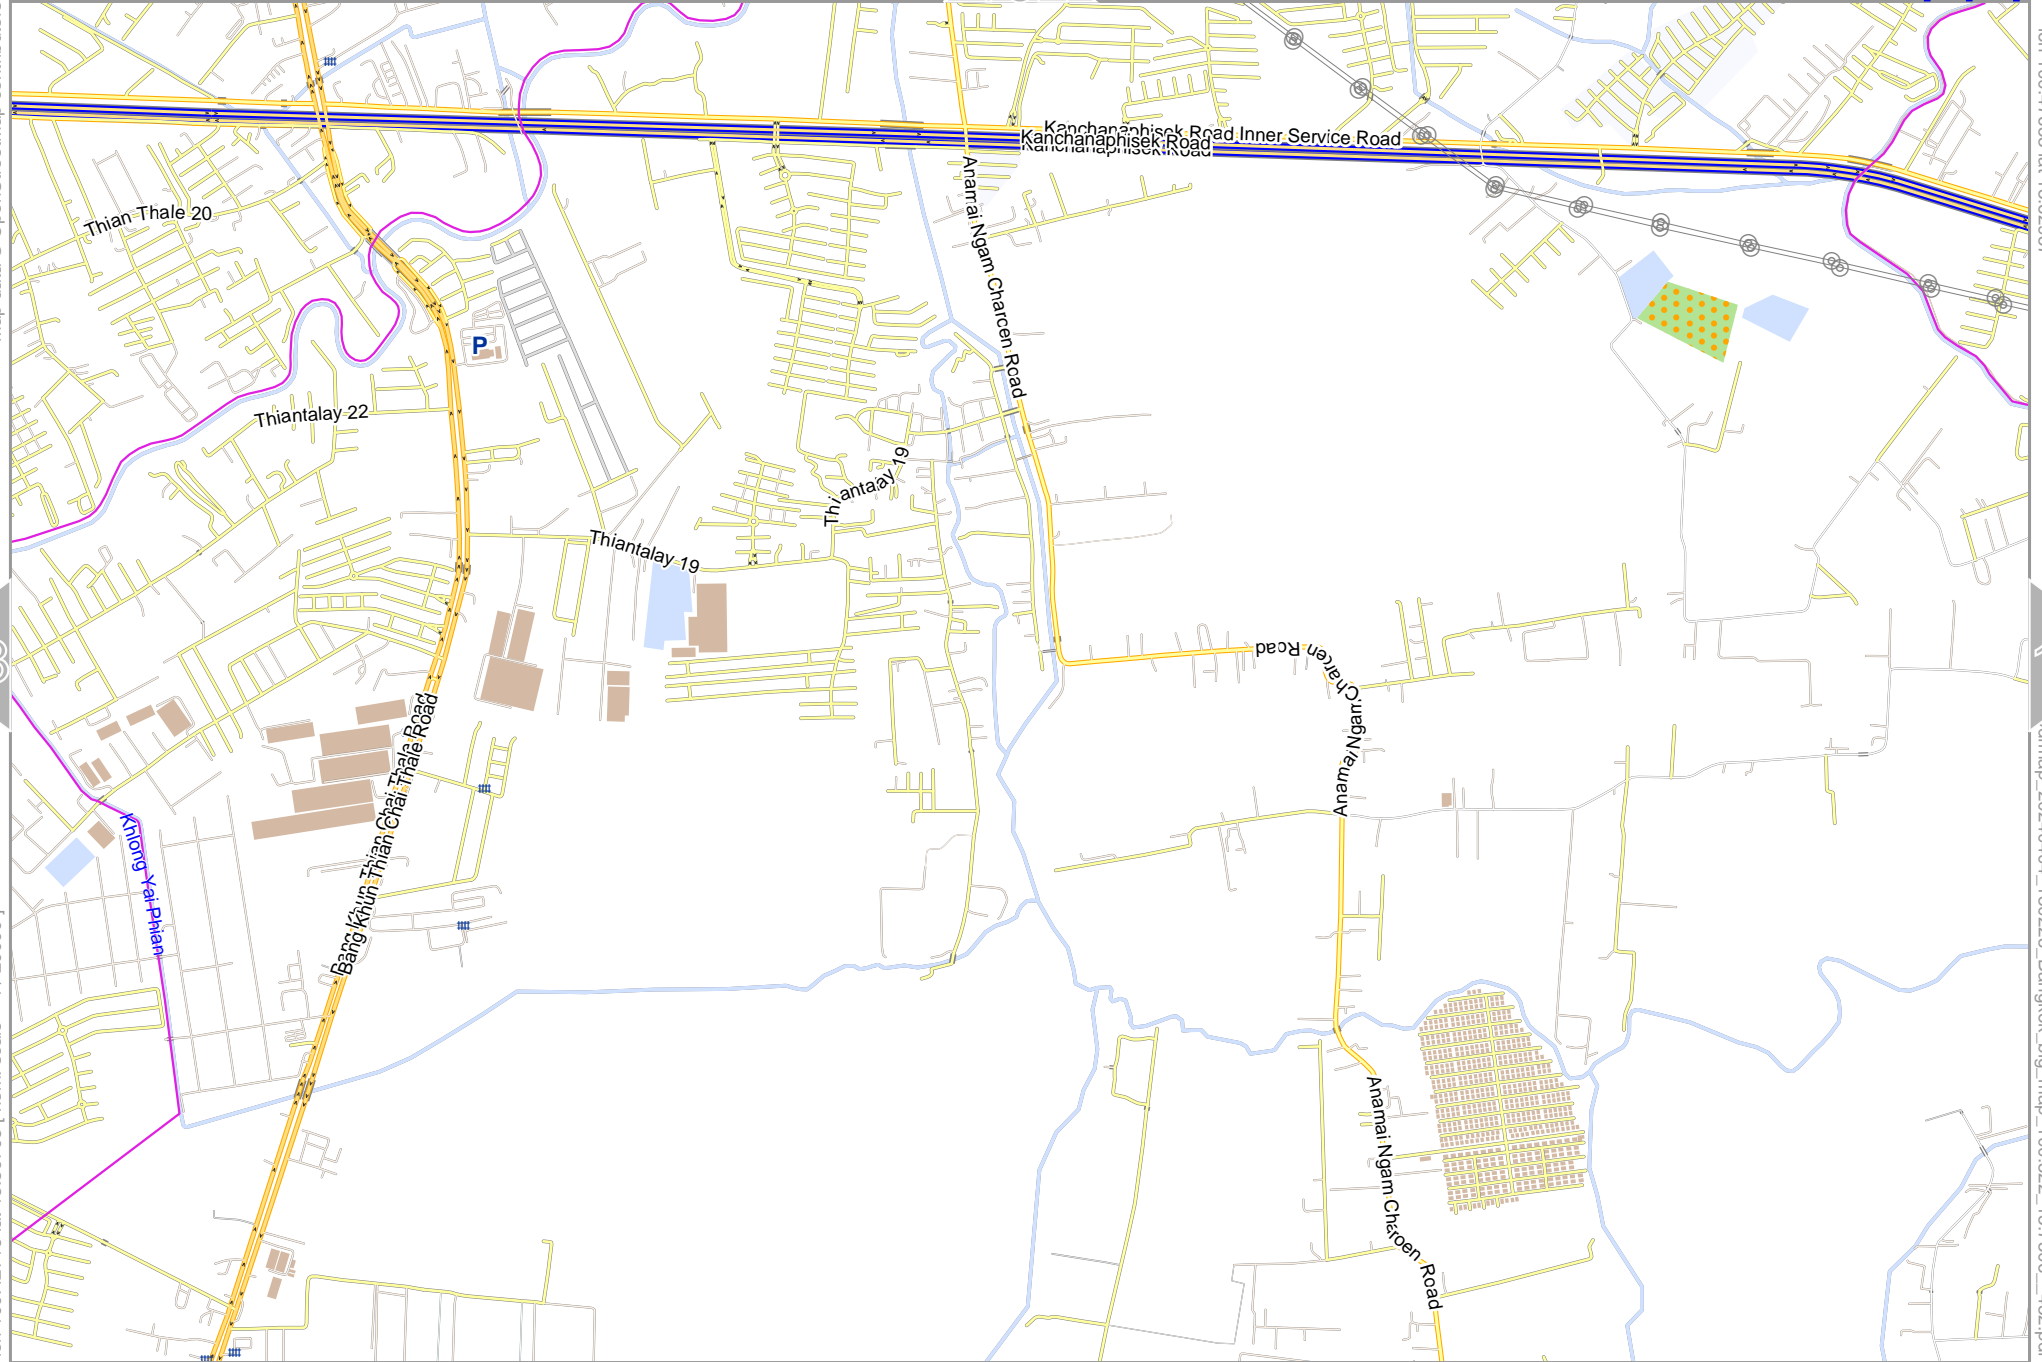 Kanchanaphisek Road Inner Service Road
Kanchanaphisek Road
Kanchanaphisek Road
Thian Thale 20
Anamai Ngam Charoen Road
P
Thiantalay 22
Thiantalay 19
Thiantalay 19
Anamai Ngam Charoen Road
Bang Khun Thian Chai Thale Road
Bang Khun Thian Chai Thale Road
Khlong Yai Phian
Anamai Ngam Charoen Road